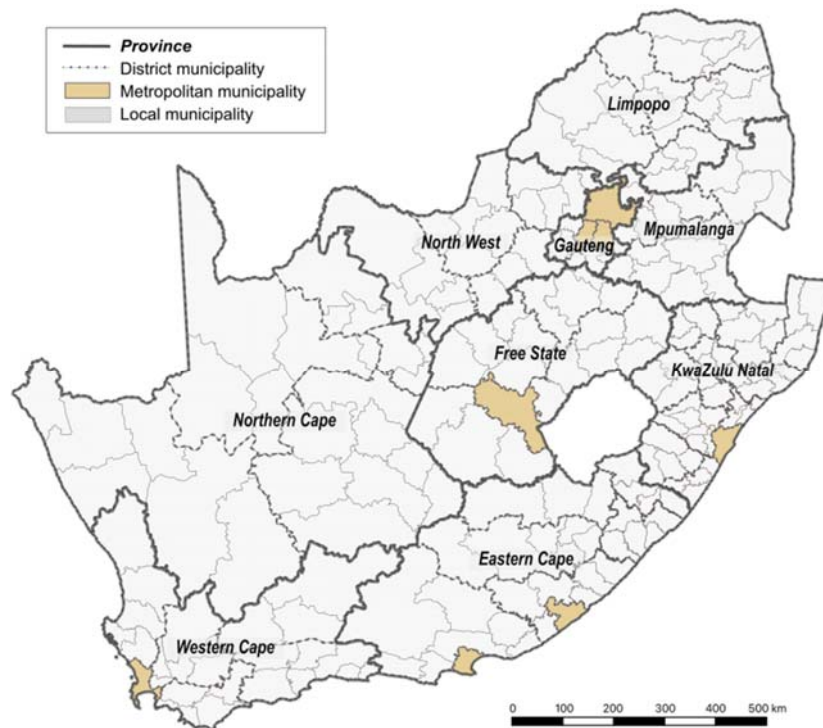 Province
District municipality
Metropolitan municipality
Local municipality
Limpopo
North West
Gauteng
Mpumalanga
Free State
KwaZulu Natal
Northern Cape
Eastern Cape
Western Cape
0 100 200 300 400 500 km